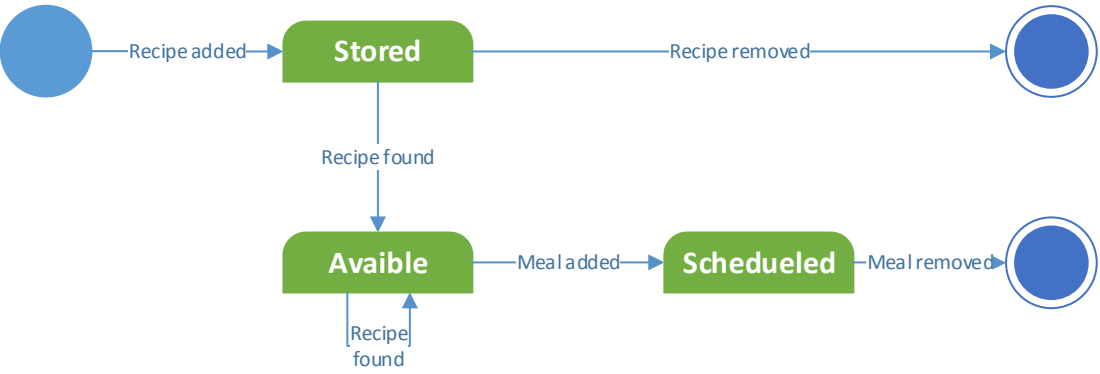 Recipe added
Stored
Recipe removed
Recipe found
Avaible
Meal added
Schedueled
Meal removed
Recipe
found